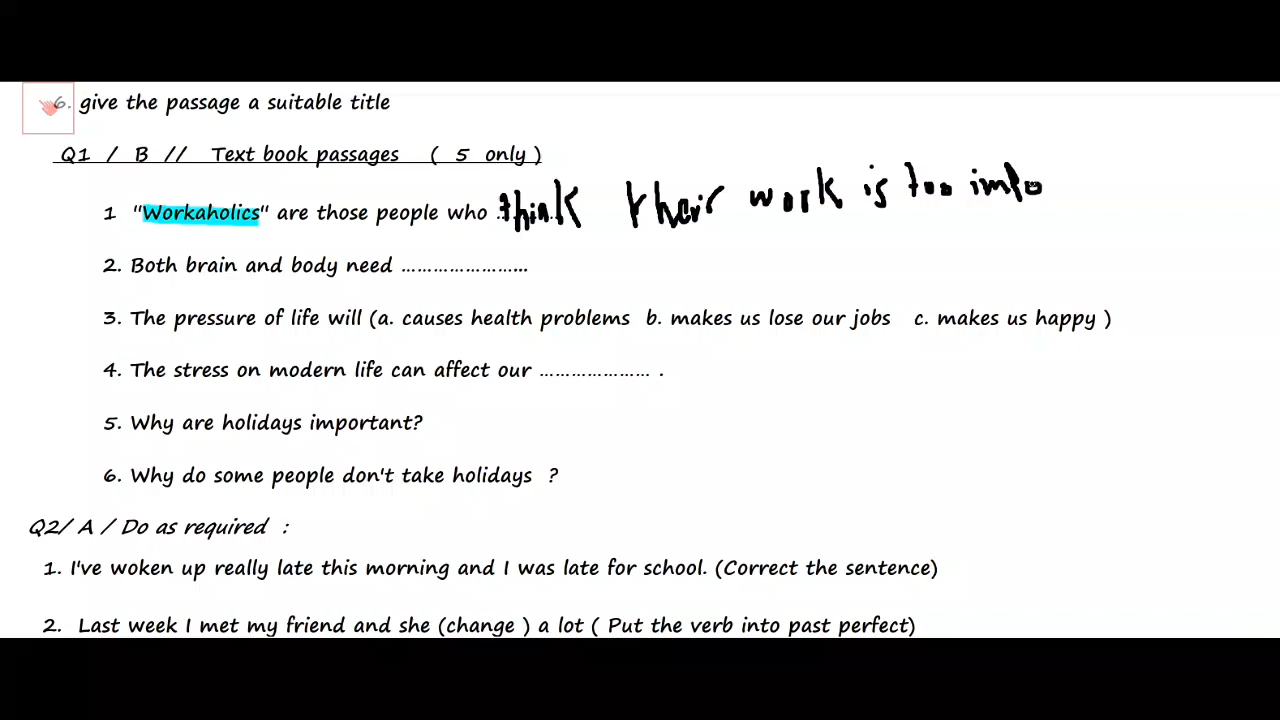 6. give the passage a suitable title
Q1 / B // Text book passages ( 5 only )
1 "Workaholics" are those people who ... think their work is too impo
2. Both brain and body need ........................
3. The pressure of life will (a. causes health problems b. makes us lose our jobs c. makes us happy )
4. The stress on modern life can affect our .................... .
5. Why are holidays important?
6. Why do some people don't take holidays ?
Q2/ A / Do as required :
1. I've woken up really late this morning and I was late for school. (Correct the sentence)
2. Last week I met my friend and she (change ) a lot ( Put the verb into past perfect)